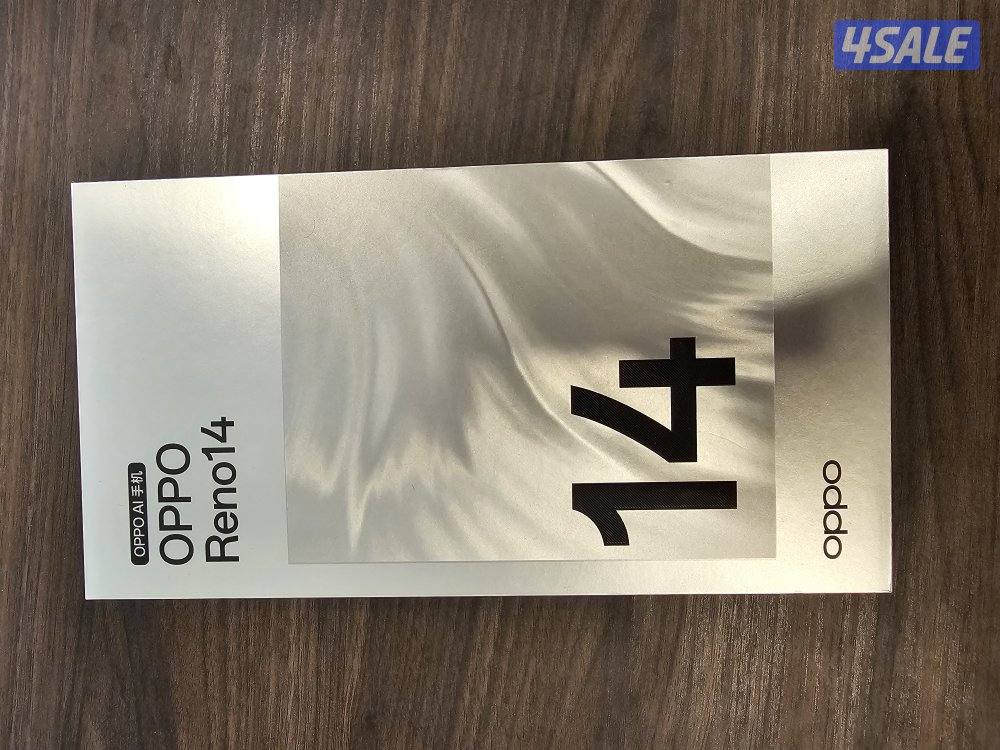 4SALE
OPPO AI 手机
OPPO
Reno14
14
oppo